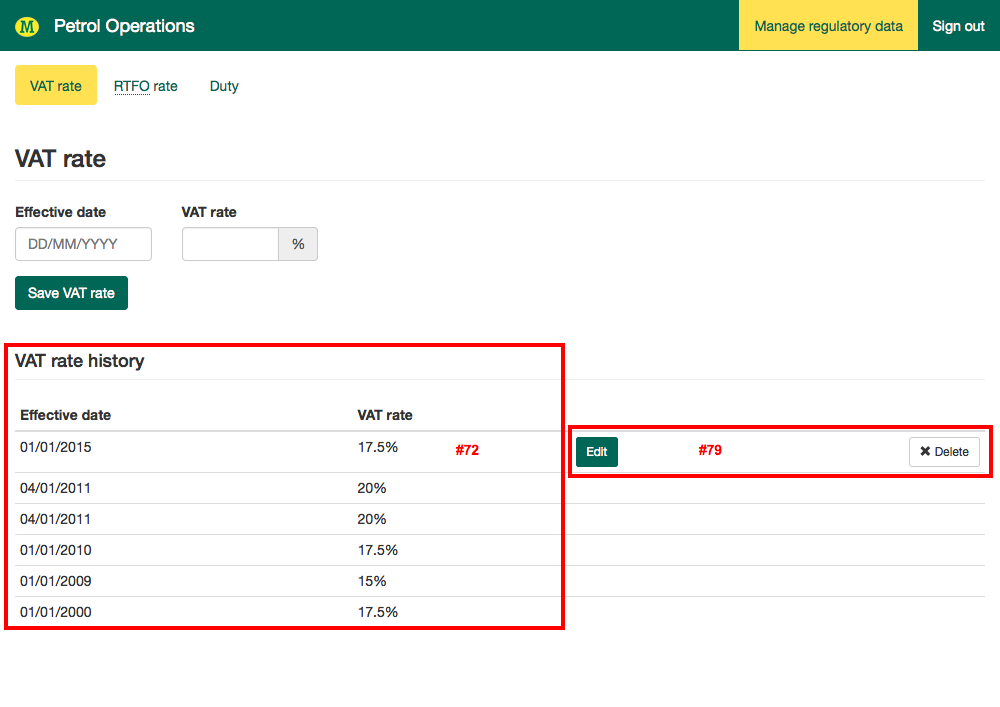 M Petrol Operations Manage regulatory data Sign out
VAT rate RTFO rate Duty
VAT rate
Effective date VAT rate
DD/MM/YYYY %
Save VAT rate
VAT rate history
Effective date VAT rate
01/01/2015 17.5% #72 Edit #79 ✖ Delete
04/01/2011 20%
04/01/2011 20%
01/01/2010 17.5%
01/01/2009 15%
01/01/2000 17.5%